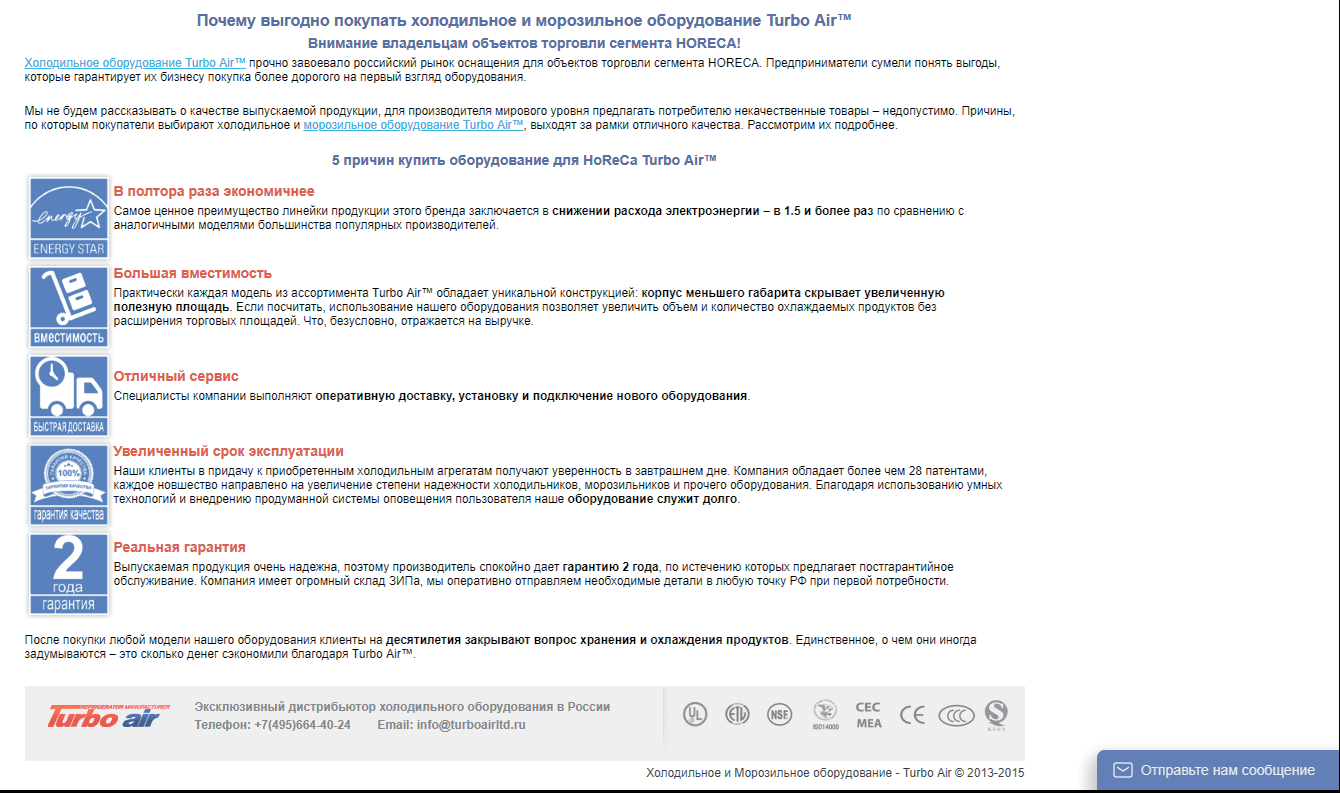 Почему выгодно покупать холодильное и морозильное оборудование Turbo Air™
Внимание владельцам объектов торговли сегмента HORECA!
Холодильное оборудование Turbo Air™ прочно завоевало российский рынок оснащения для объектов торговли сегмента HORECA. Предприниматели сумели понять выгоды,
которые гарантирует их бизнесу покупка более дорогого на первый взгляд оборудования.
Мы не будем рассказывать о качестве выпускаемой продукции, для производителя мирового уровня предлагать потребителю некачественные товары – недопустимо. Причины,
по которым покупатели выбирают холодильное и морозильное оборудование Turbo Air™, выходят за рамки отличного качества. Рассмотрим их подробнее.
5 причин купить оборудование для HoReCa Turbo Air™
energy
ENERGY STAR
В полтора раза экономичнее
Самое ценное преимущество линейки продукции этого бренда заключается в снижении расхода электроэнергии – в 1.5 и более раз по сравнению с
аналогичными моделями большинства популярных производителей.
вместимость
Большая вместимость
Практически каждая модель из ассортимента Turbo Air™ обладает уникальной конструкцией: корпус меньшего габарита скрывает увеличенную
полезную площадь. Если посчитать, использование нашего оборудования позволяет увеличить объем и количество охлаждаемых продуктов без
расширения торговых площадей. Что, безусловно, отражается на выручке.
БЫСТРАЯ ДОСТАВКА
Отличный сервис
Специалисты компании выполняют оперативную доставку, установку и подключение нового оборудования.
100%
ГАРАНТИЯ КАЧЕСТВА
гарантия качества
Увеличенный срок эксплуатации
Наши клиенты в придачу к приобретенным холодильным агрегатам получают уверенность в завтрашнем дне. Компания обладает более чем 28 патентами,
каждое новшество направлено на увеличение степени надежности холодильников, морозильников и прочего оборудования. Благодаря использованию умных
технологий и внедрению продуманной системы оповещения пользователя наше оборудование служит долго.
2
года
гарантия
Реальная гарантия
Выпускаемая продукция очень надежна, поэтому производитель спокойно дает гарантию 2 года, по истечению которых предлагает постгарантийное
обслуживание. Компания имеет огромный склад ЗИПа, мы оперативно отправляем необходимые детали в любую точку РФ при первой потребности.
После покупки любой модели нашего оборудования клиенты на десятилетия закрывают вопрос хранения и охлаждения продуктов. Единственное, о чем они иногда
задумываются – это сколько денег сэкономили благодаря Turbo Air™.
REFRIGERATOR MANUFACTURER
Turbo air
Эксклюзивный дистрибьютор холодильного оборудования в России
Телефон: +7(495)664-40-24 Email: info@turboairltd.ru
UL
ETL
NSF
ISO14000
CEC
MEA
CE
CCC
S
Холодильное и Морозильное оборудование - Turbo Air © 2013-2015
Отправьте нам сообщение